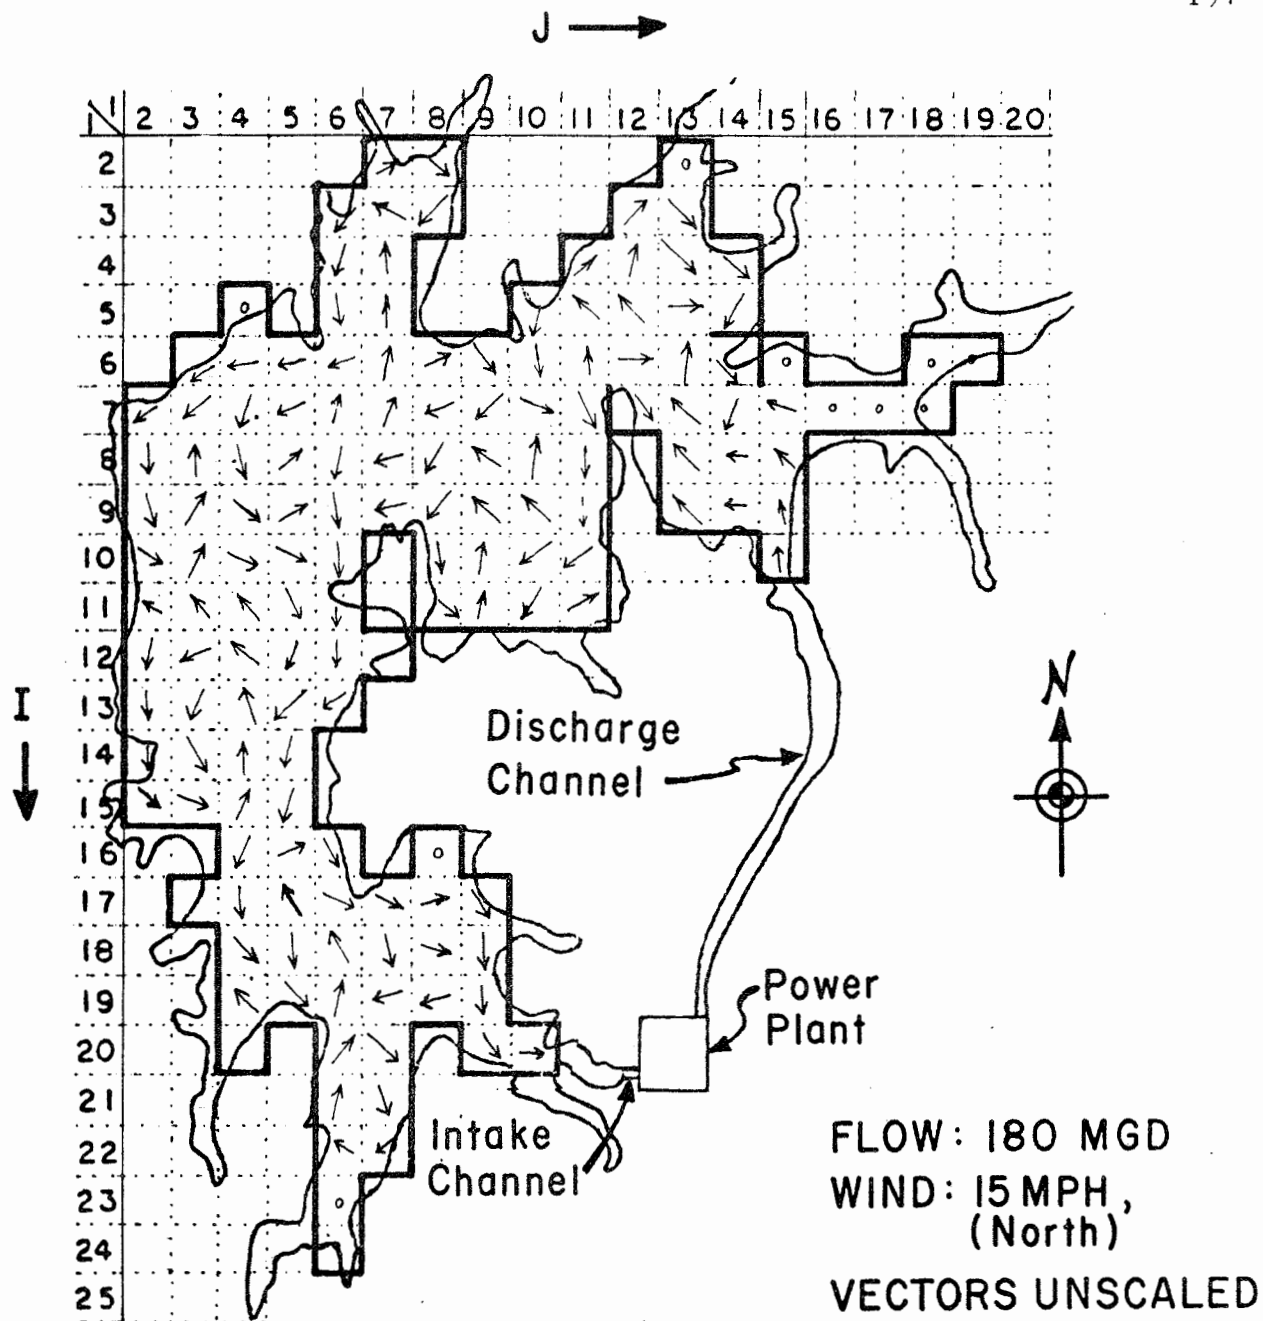 J
2 3 4 5 6 7 8 9 10 11 12 13 14 15 16 17 18 19 20
2
3
4
5
6
7
8
9
10
11
12
I
13
14
15
16
17
18
19
20
21
22
23
24
25
Discharge
Channel
N
Power
Plant
Intake
Channel
FLOW: 180 MGD
WIND: 15 MPH,
(North)
VECTORS UNSCALED